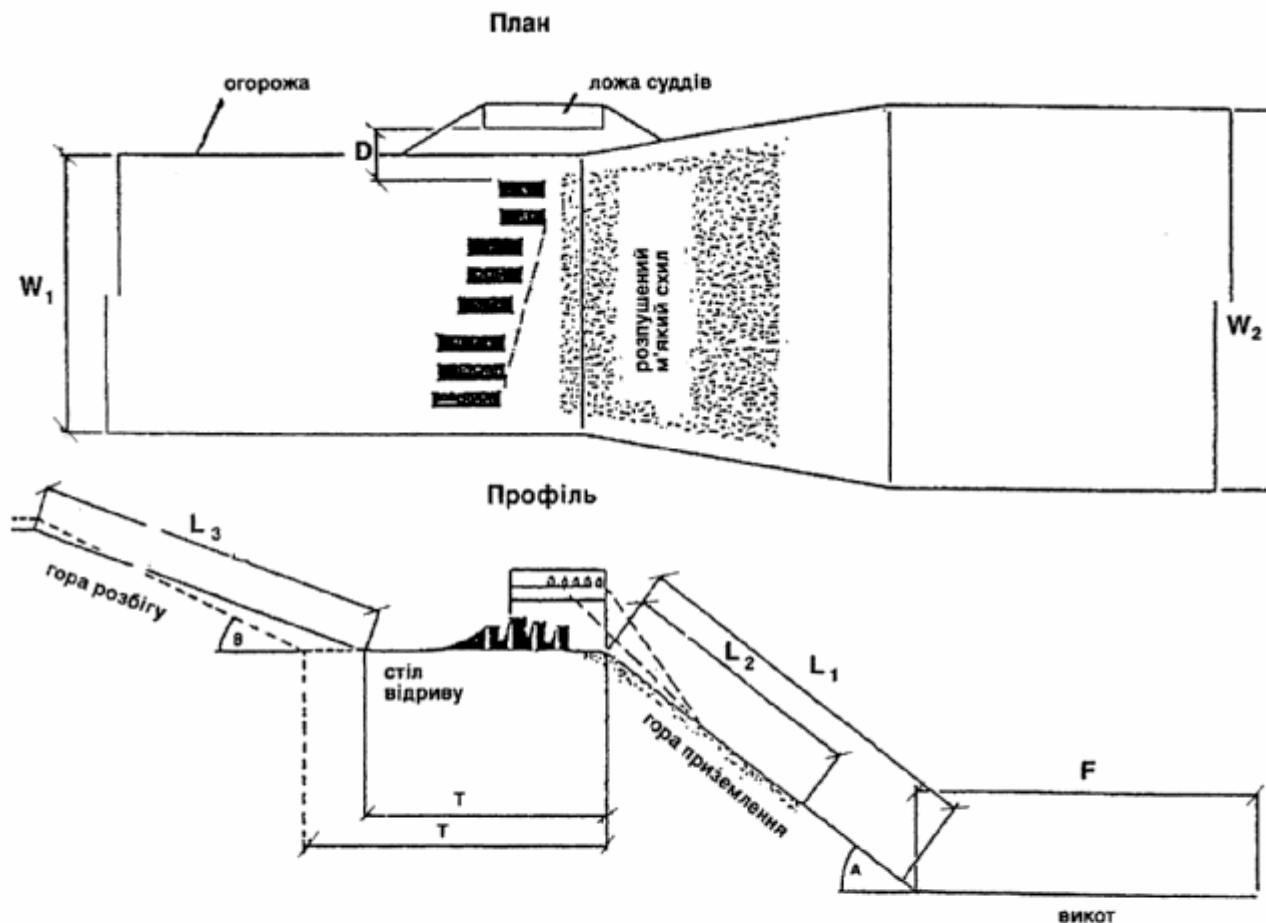 План
огорожа
ложа суддів
D
W1
розпушений
м'який схил
W2
Профіль
L3
гора розбігу
B
стіл
відриву
L2
L1
гора приземлення
F
T
T
A
викот